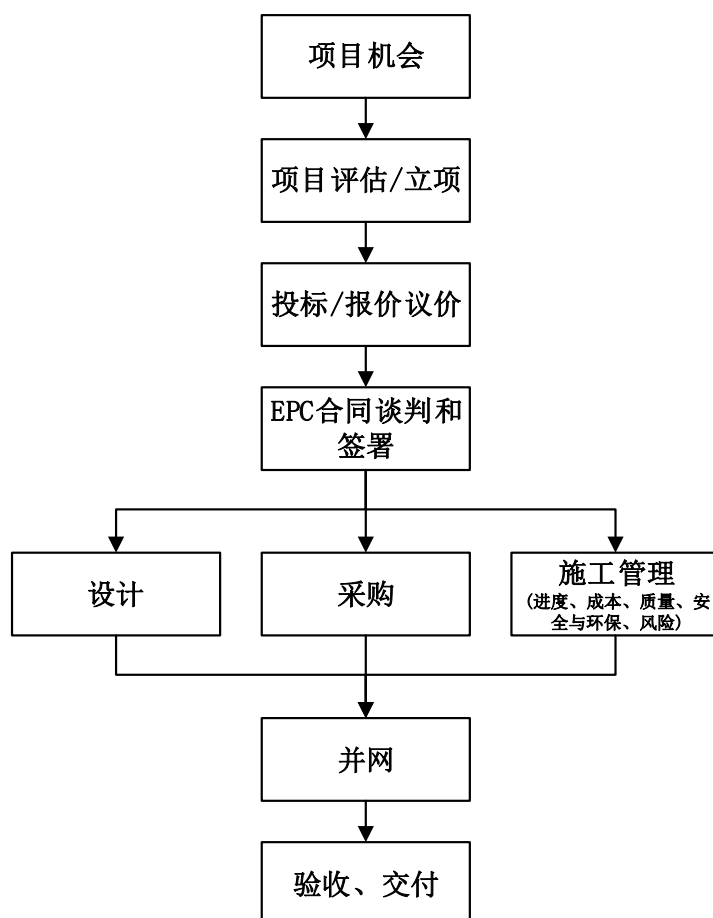 项目机会
项目评估/立项
投标/报价议价
EPC合同谈判和
签署
设计
采购
施工管理
(进度、成本、质量、安
全与环保、风险)
并网
验收、交付